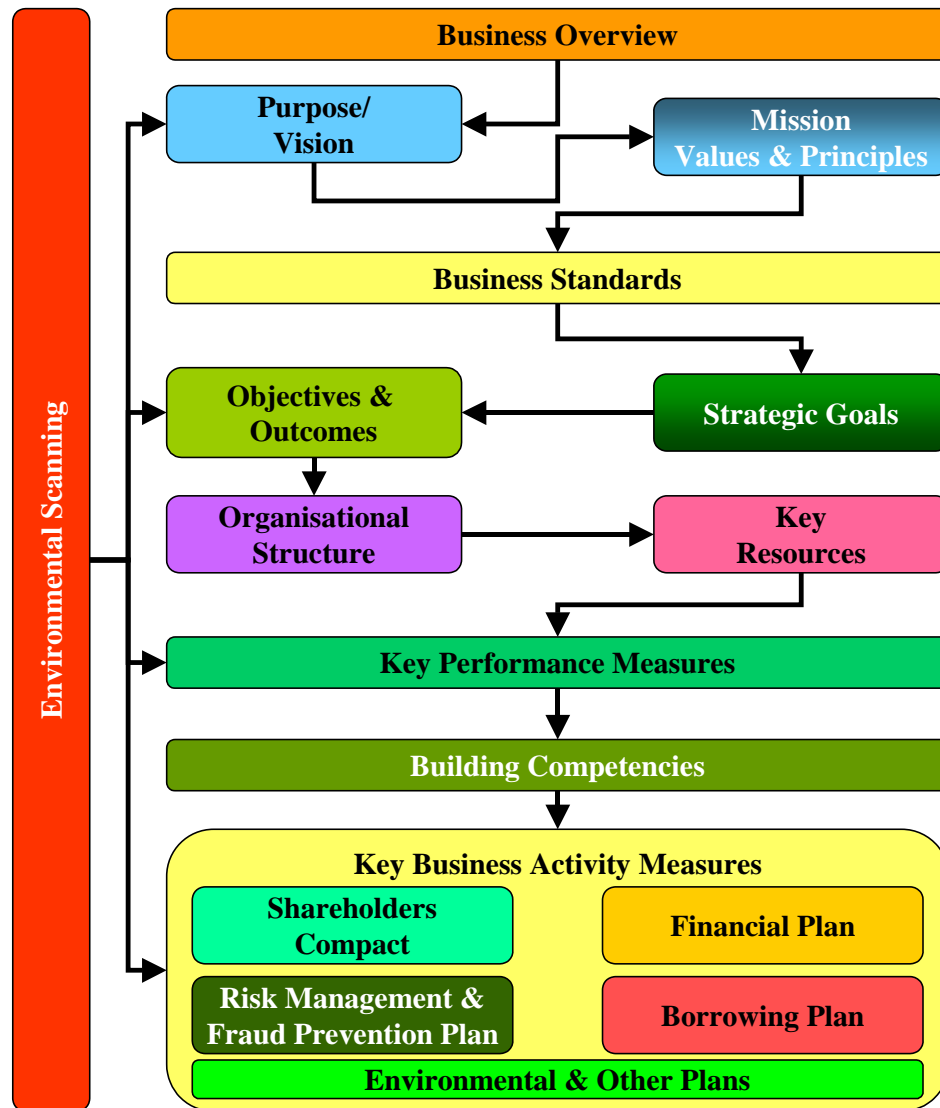 Environmental Scanning
Business Overview
Purpose/
Vision
Mission
Values & Principles
Business Standards
Objectives &
Outcomes
Strategic Goals
Organisational
Structure
Key
Resources
Key Performance Measures
Building Competencies
Key Business Activity Measures
Shareholders
Compact
Financial Plan
Risk Management &
Fraud Prevention Plan
Borrowing Plan
Environmental & Other Plans